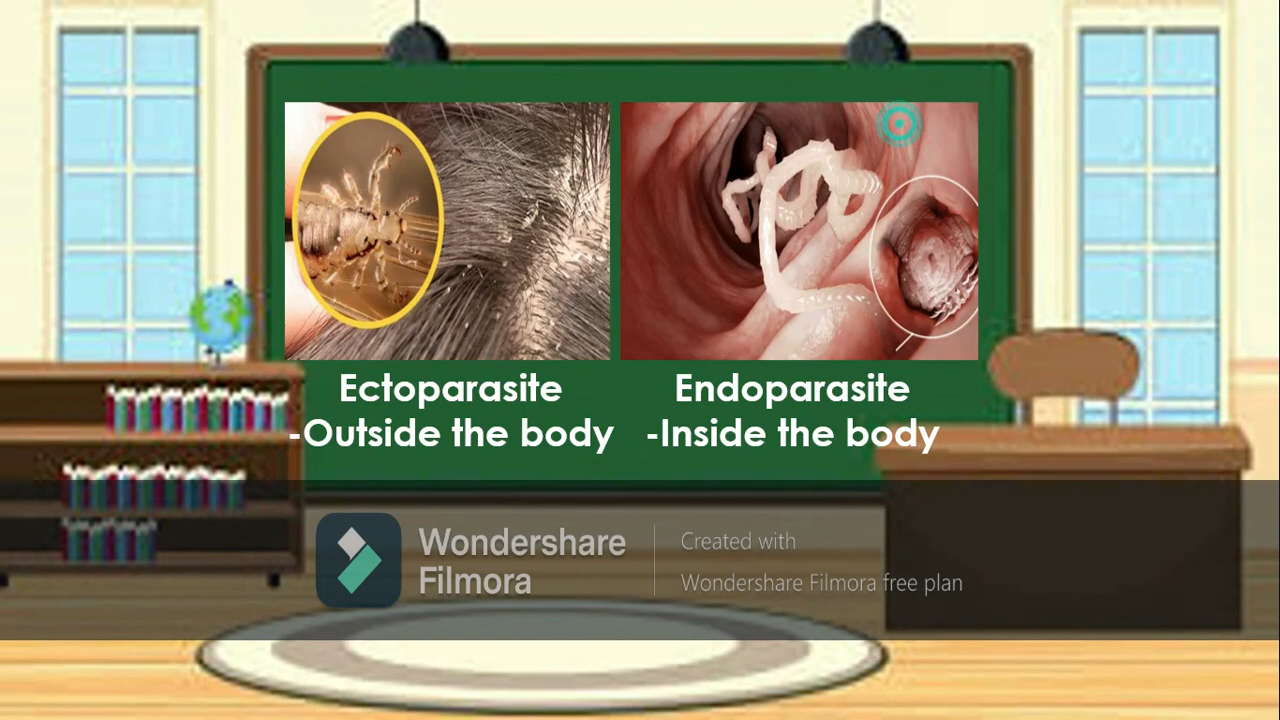 Ectoparasite
-Outside the body
Endoparasite
-Inside the body
Wondershare
Filmora
Created with
Wondershare Filmora free plan